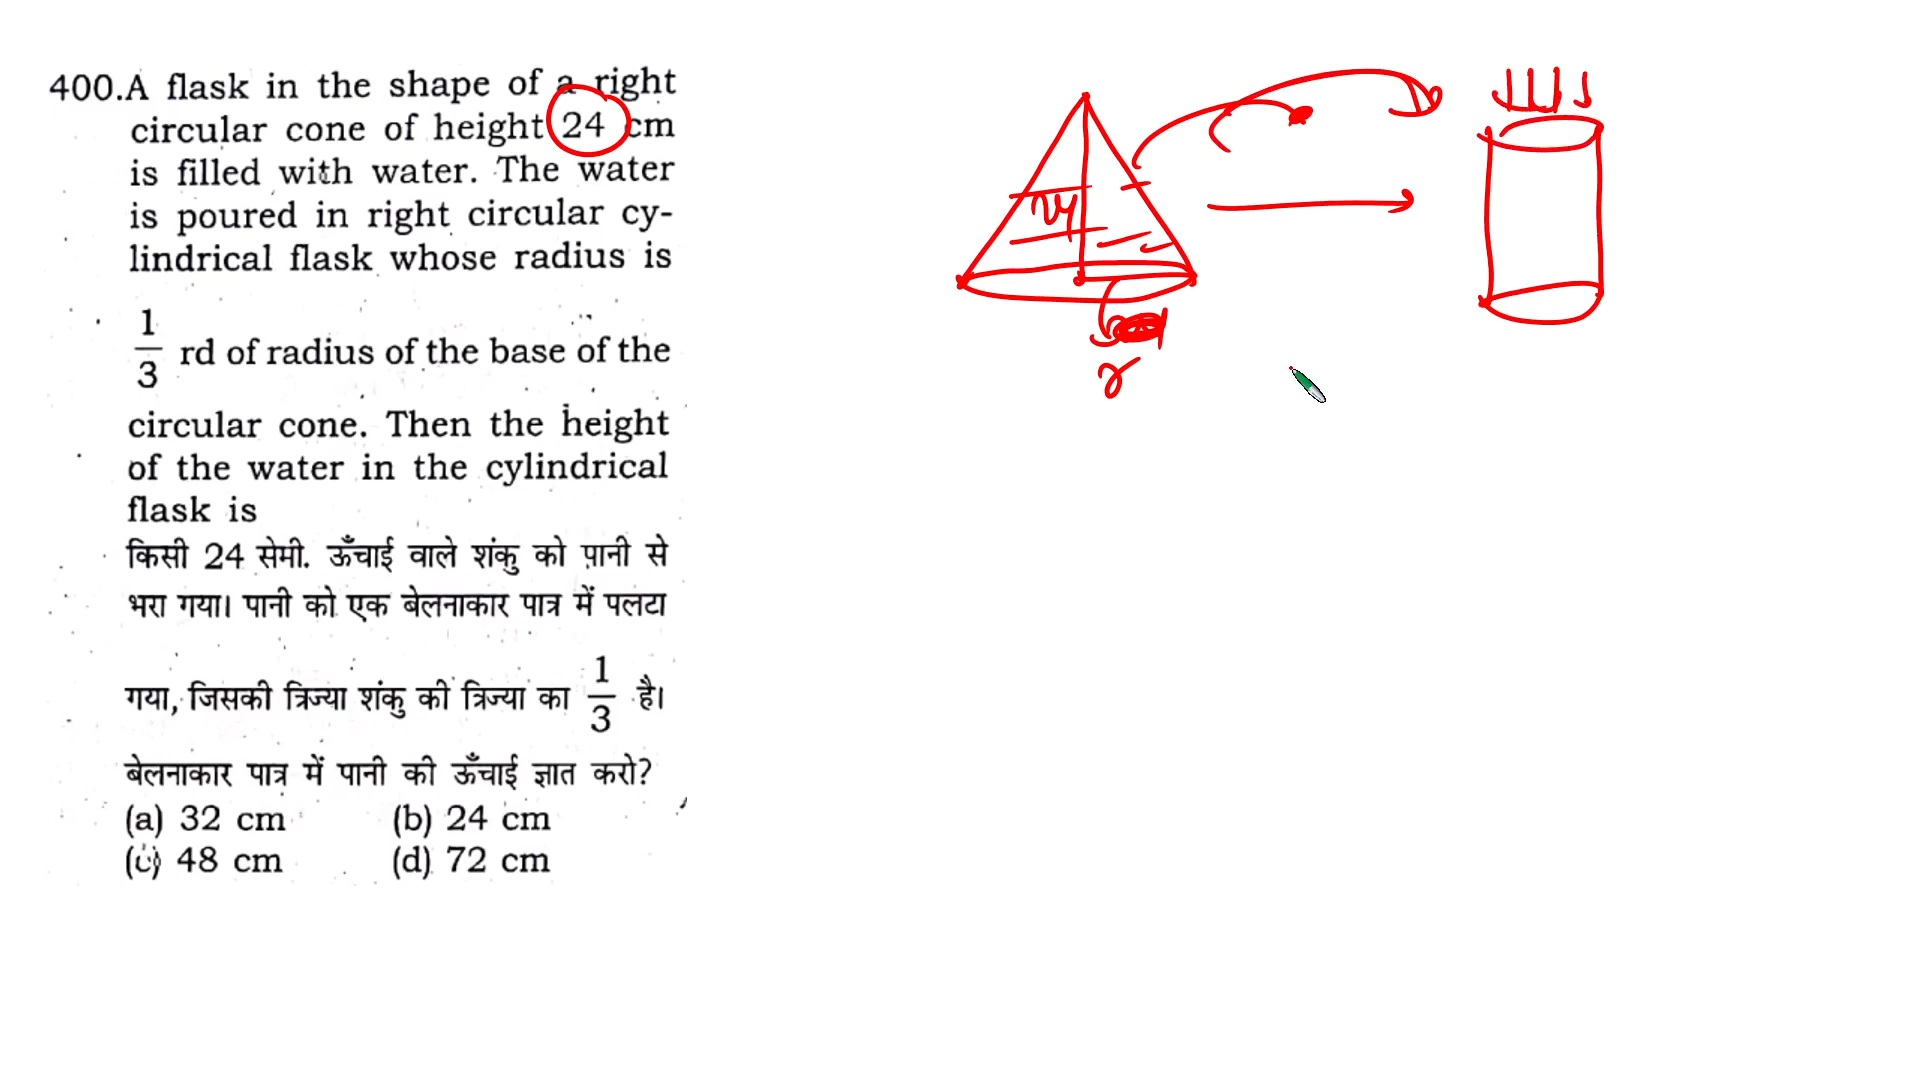 400.A flask in the shape of a right
circular cone of height 24 cm
is filled with water. The water
is poured in right circular cy-
lindrical flask whose radius is
1/3 rd of radius of the base of the
circular cone. Then the height
of the water in the cylindrical
flask is
किसी 24 सेमी. ऊँचाई वाले शंकु को पानी से
भरा गया। पानी को एक बेलनाकार पात्र में पलटा
गया, जिसकी त्रिज्या शंकु की त्रिज्या का 1/3 है।
बेलनाकार पात्र में पानी की ऊँचाई ज्ञात करो?
(a) 32 cm (b) 24 cm
(c) 48 cm (d) 72 cm
24
r